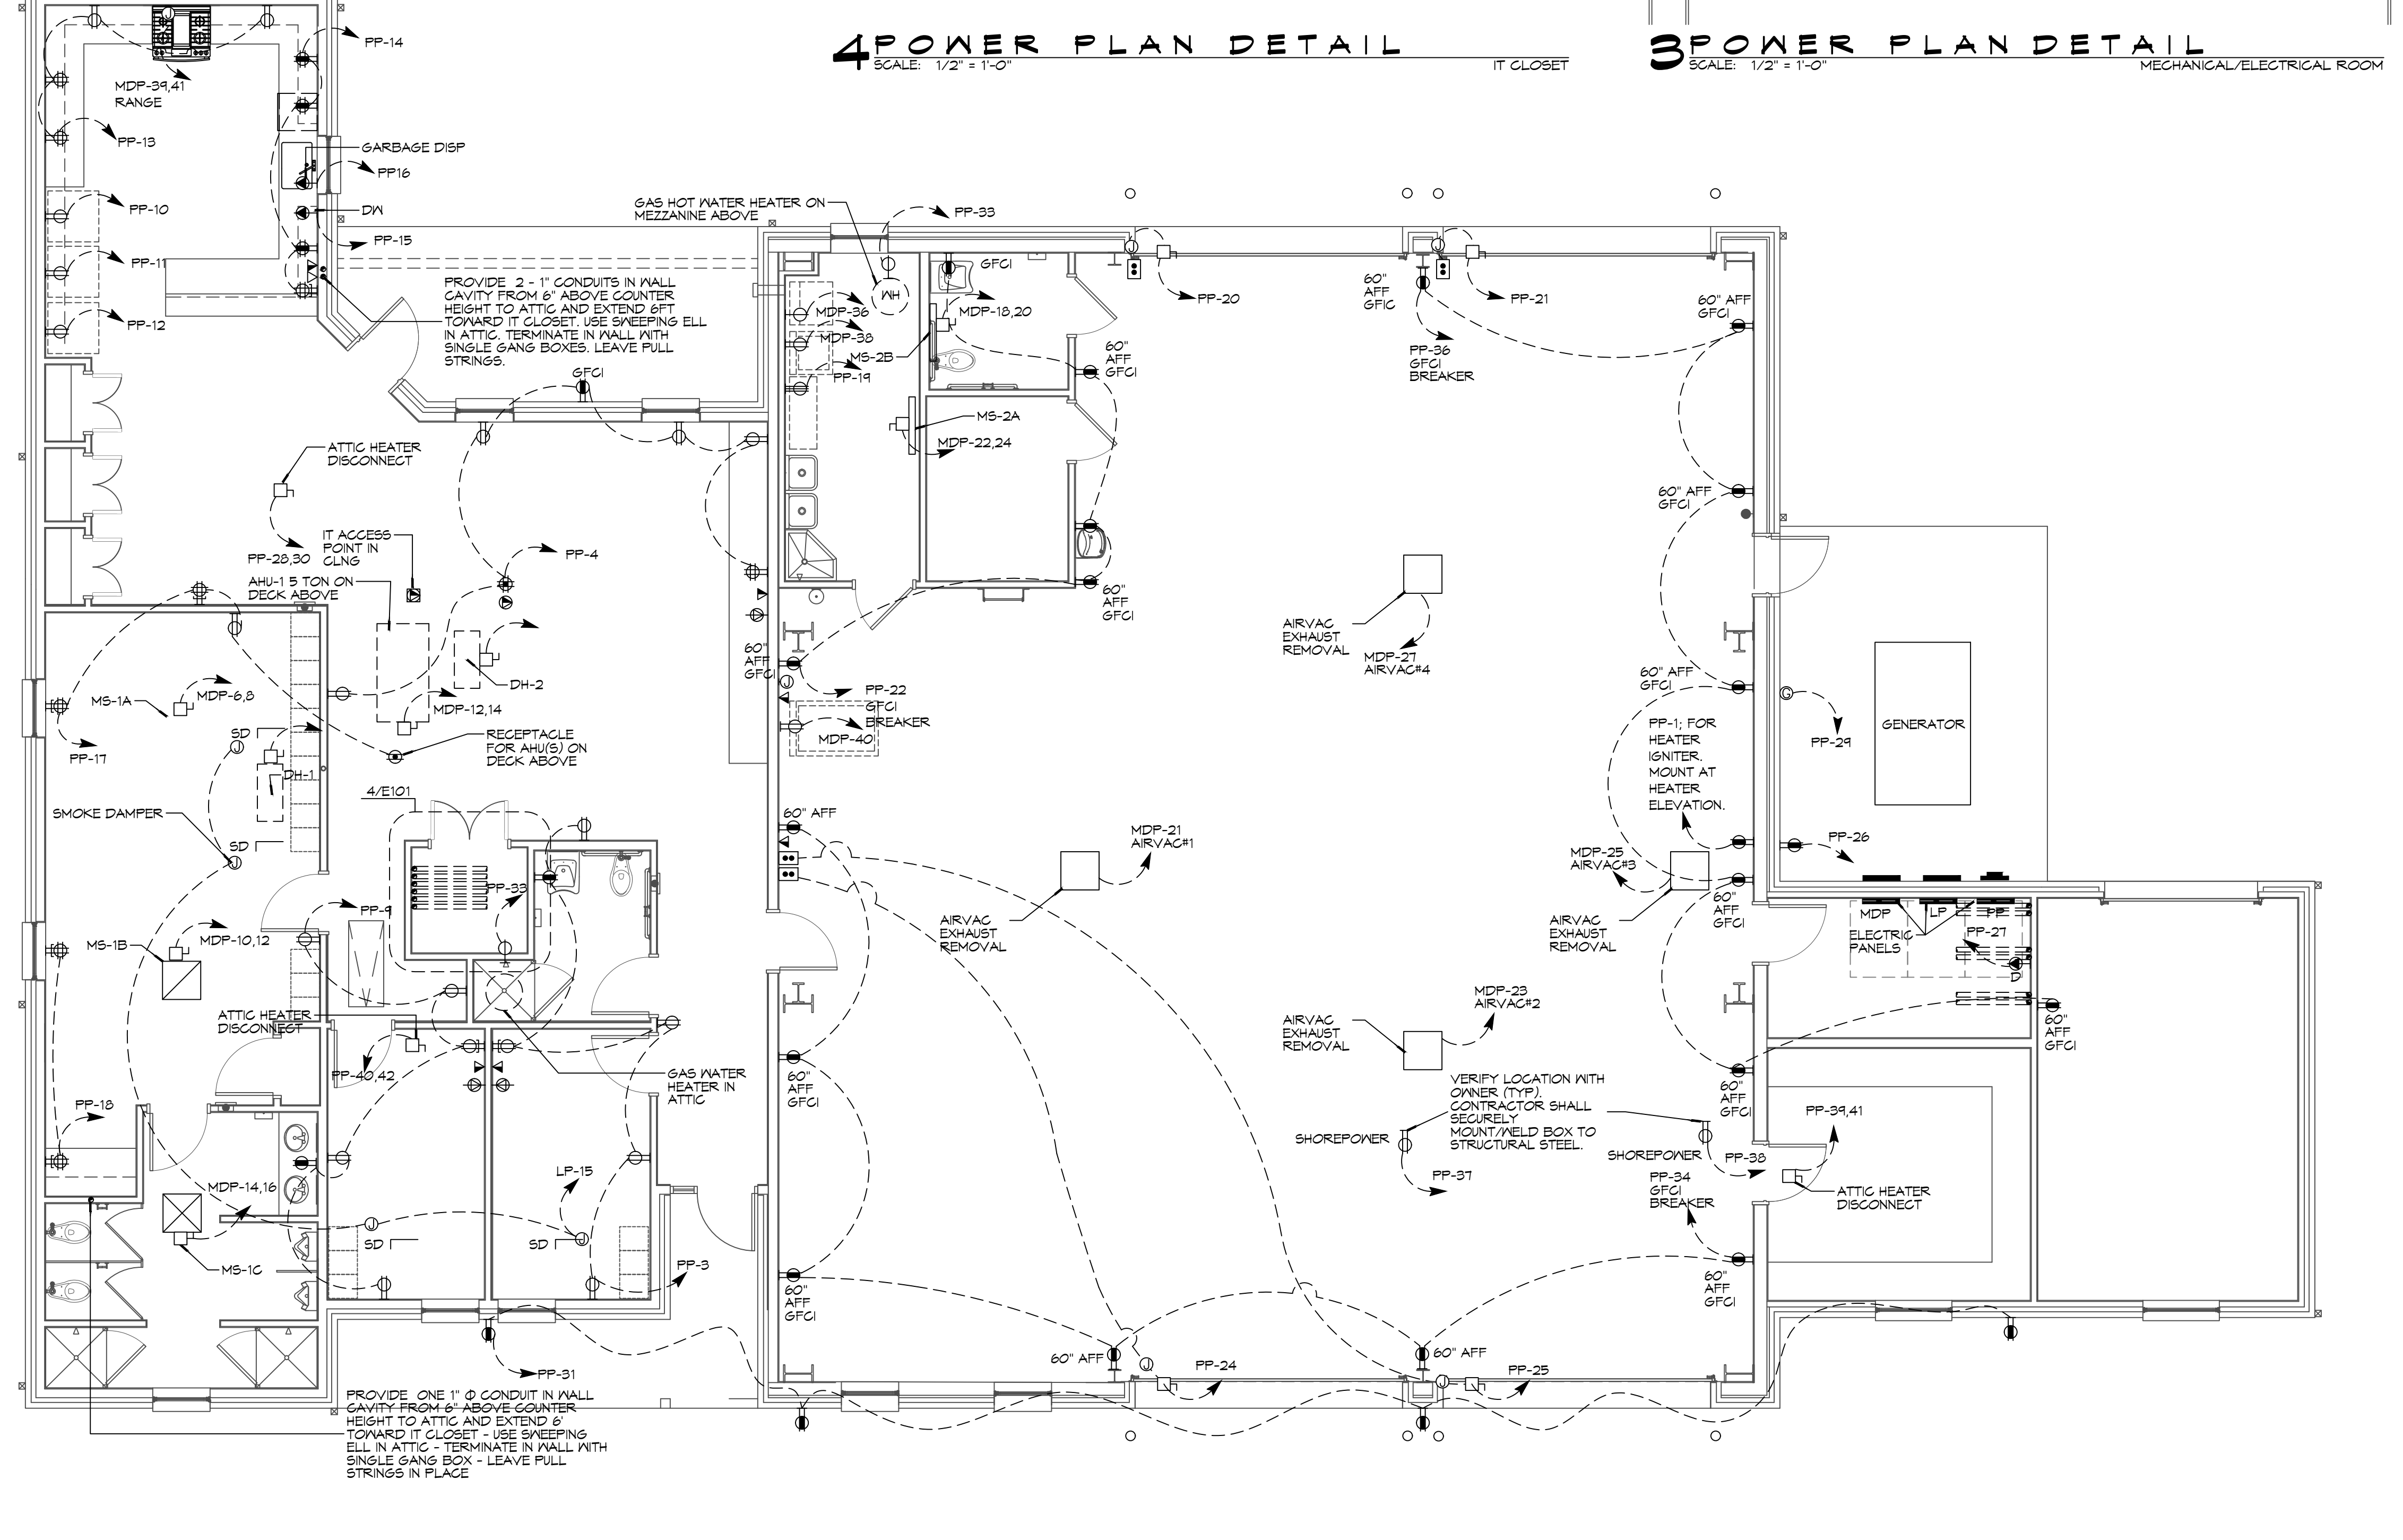 4 POWER PLAN DETAIL
SCALE: 1/2" = 1'-0"
IT CLOSET
3 POWER PLAN DETAIL
SCALE: 1/2" = 1'-0"
MECHANICAL/ELECTRICAL ROOM
PP-14
MDP-39,41
RANGE
PP-13
GARBAGE DISP
PP16
PP-10
DW
PP-15
PP-11
PP-12
GAS HOT WATER HEATER ON
MEZZANINE ABOVE
PP-33
PROVIDE 2 - 1" CONDUITS IN WALL
CAVITY FROM 6" ABOVE COUNTER
HEIGHT TO ATTIC AND EXTEND 6FT
TOWARD IT CLOSET. USE SWEEPING ELL
IN ATTIC. TERMINATE IN WALL WITH
SINGLE GANG BOXES. LEAVE PULL
STRINGS.
GFCI
WH
GFCI
MDP-36
MDP-18,20
MDP-38
MS-2B
PP-19
60"
AFF
GFCI
J
PP-20
60"
AFF
GFIC
J
PP-21
60" AFF
GFCI
PP-36
GFCI
BREAKER
MS-2A
MDP-22,24
ATTIC HEATER
DISCONNECT
PP-28,30
IT ACCESS
POINT IN
CLNG
PP-4
AHU-1 5 TON ON
DECK ABOVE
60" AFF
GFCI
60"
AFF
GFCI
AIRVAC
EXHAUST
REMOVAL
MDP-27
AIRVAC#4
60"
AFF
GFCI
J
PP-22
GFCI
BREAKER
MDP-40
60" AFF
GFCI
G
PP-29
GENERATOR
PP-1; FOR
HEATER
IGNITER.
MOUNT AT
HEATER
ELEVATION.
MS-1A
MDP-6,8
DH-2
MDP-12,14
SD
J
RECEPTACLE
FOR AHU(S) ON
DECK ABOVE
PP-17
DH-1
4/E101
SMOKE DAMPER
SD
J
60" AFF
MDP-21
AIRVAC#1
MDP-25
AIRVAC#3
PP-26
PP-33
PP-9
AIRVAC
EXHAUST
REMOVAL
AIRVAC
EXHAUST
REMOVAL
60"
AFF
GFCI
MDP
LP
PP
ELECTRIC
PANELS
PP-27
D
MS-1B
MDP-10,12
ATTIC HEATER
DISCONNECT
PP-40,42
GAS WATER
HEATER IN
ATTIC
MDP-23
AIRVAC#2
AIRVAC
EXHAUST
REMOVAL
60"
AFF
GFCI
60"
AFF
GFCI
60"
AFF
GFCI
VERIFY LOCATION WITH
OWNER (TYP).
CONTRACTOR SHALL
SECURELY
MOUNT/WELD BOX TO
STRUCTURAL STEEL.
SHOREPOWER
PP-37
SHOREPOWER
PP-38
PP-39,41
ATTIC HEATER
DISCONNECT
PP-18
MDP-14,16
LP-15
J
SD
SD
J
MS-1C
PP-3
PP-34
GFCI
BREAKER
60"
AFF
GFCI
60"
AFF
GFCI
60" AFF
J
PP-24
60" AFF
J
PP-25
PP-31
PROVIDE ONE 1" Φ CONDUIT IN WALL
CAVITY FROM 6" ABOVE COUNTER
HEIGHT TO ATTIC AND EXTEND 6'
TOWARD IT CLOSET - USE SWEEPING
ELL IN ATTIC - TERMINATE IN WALL WITH
SINGLE GANG BOX - LEAVE PULL
STRINGS IN PLACE